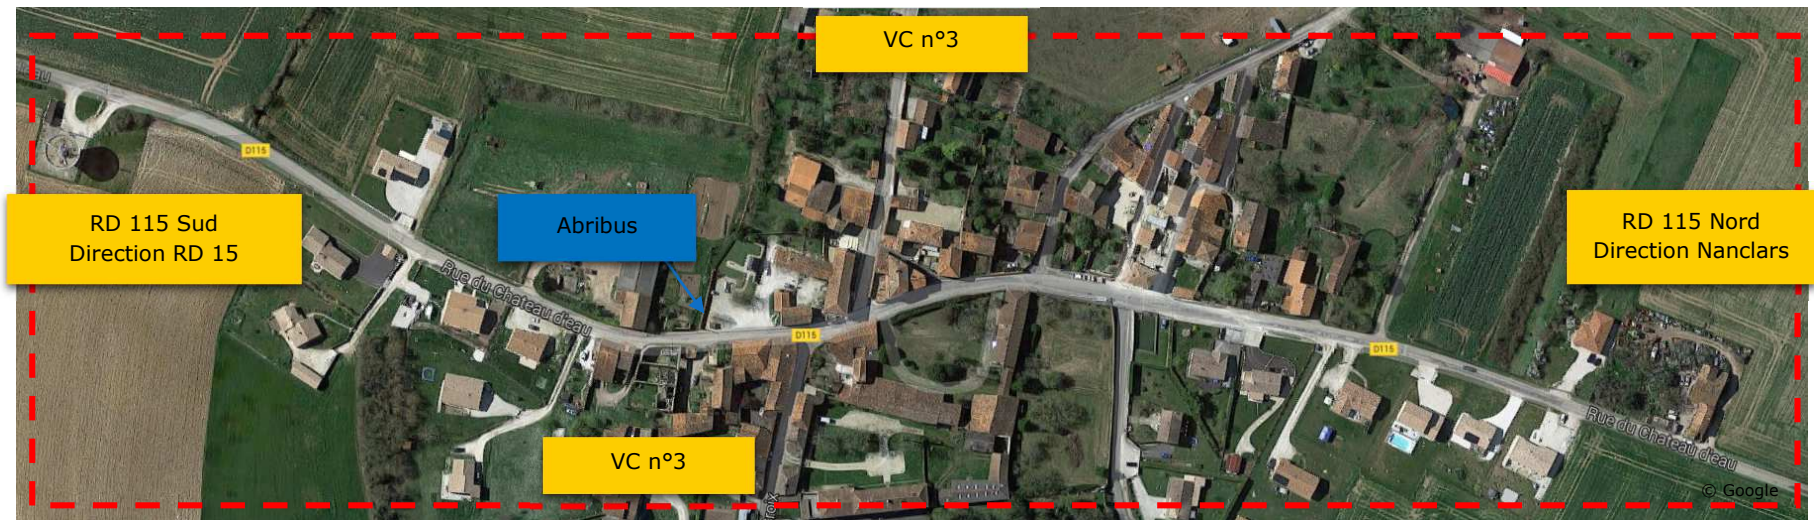 VC n°3
D115
RD 115 Sud
Direction RD 15
Abribus
RD 115 Nord
Direction Nanclars
Rue du Chateau d'eau
D115
D115
Rue du Chateau d'eau
VC n°3
© Google